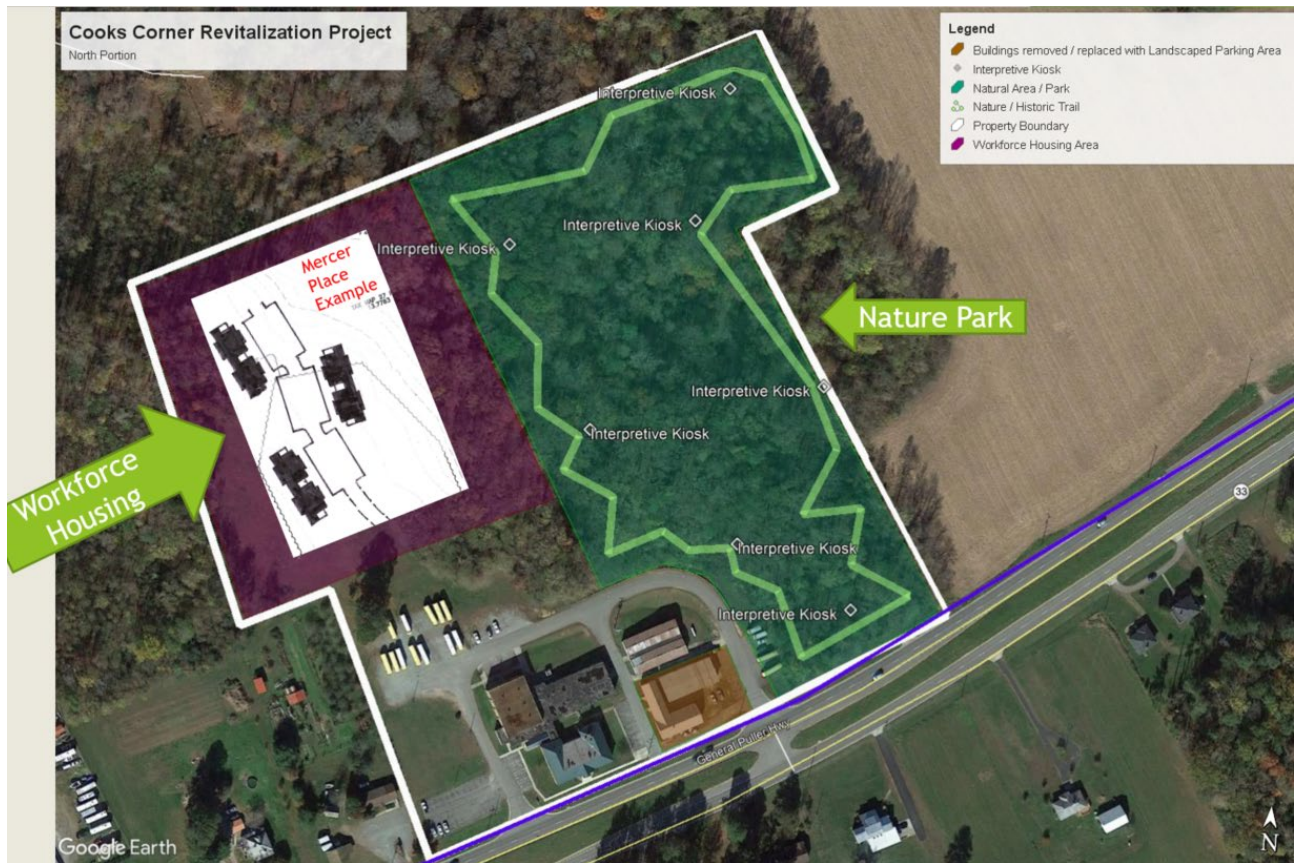 Cooks Corner Revitalization Project
North Portion
Legend
Buildings removed / replaced with Landscaped Parking Area
Interpretive Kiosk
Natural Area / Park
Nature / Historic Trail
Property Boundary
Workforce Housing Area
Interpretive Kiosk
Interpretive Kiosk
Interpretive Kiosk
Mercer
Place
Example
Nature Park
Interpretive Kiosk
Interpretive Kiosk
Workforce
Housing
33
Interpretive Kiosk
Interpretive Kiosk
General Puller Hwy
Google Earth
N